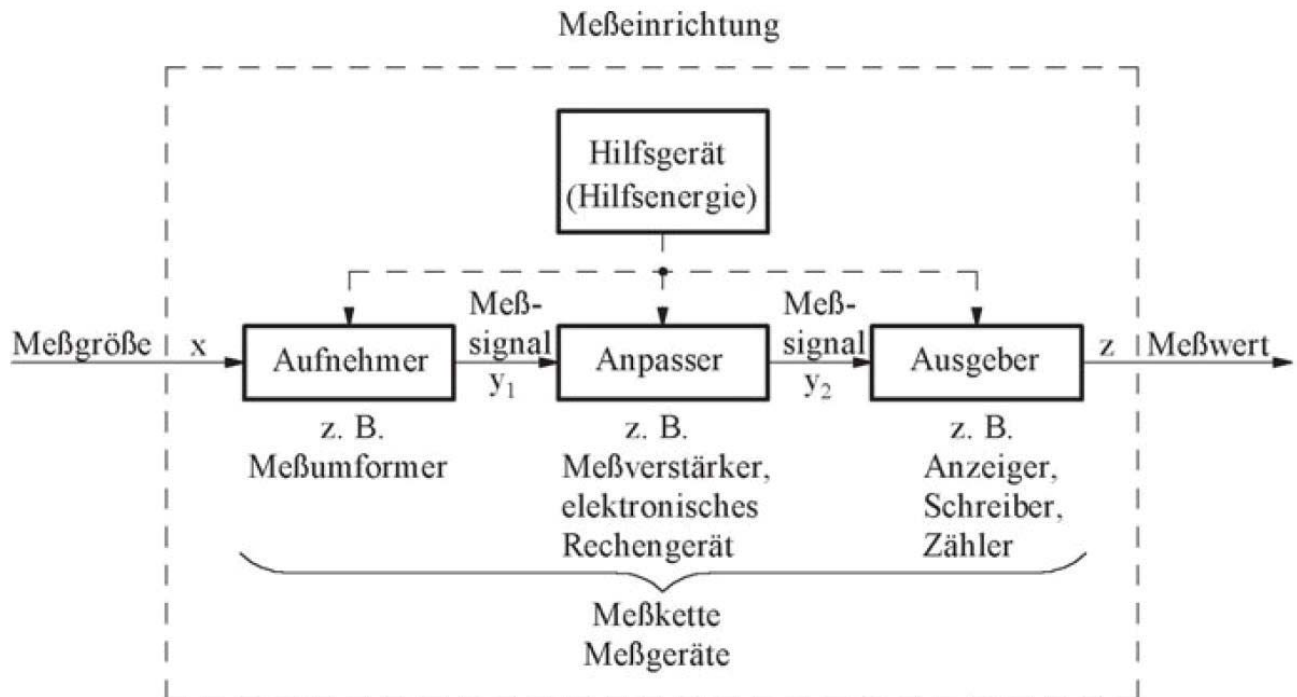 Meßeinrichtung
Hilfsgerät
(Hilfsenergie)
Meßgröße
x
Aufnehmer
Meß-
signal
y₁
Anpasser
Meß-
signal
y₂
Ausgeber
z
Meßwert
z. B.
Meßumformer
z. B.
Meßverstärker,
elektronisches
Rechengerät
z. B.
Anzeiger,
Schreiber,
Zähler
Meßkette
Meßgeräte